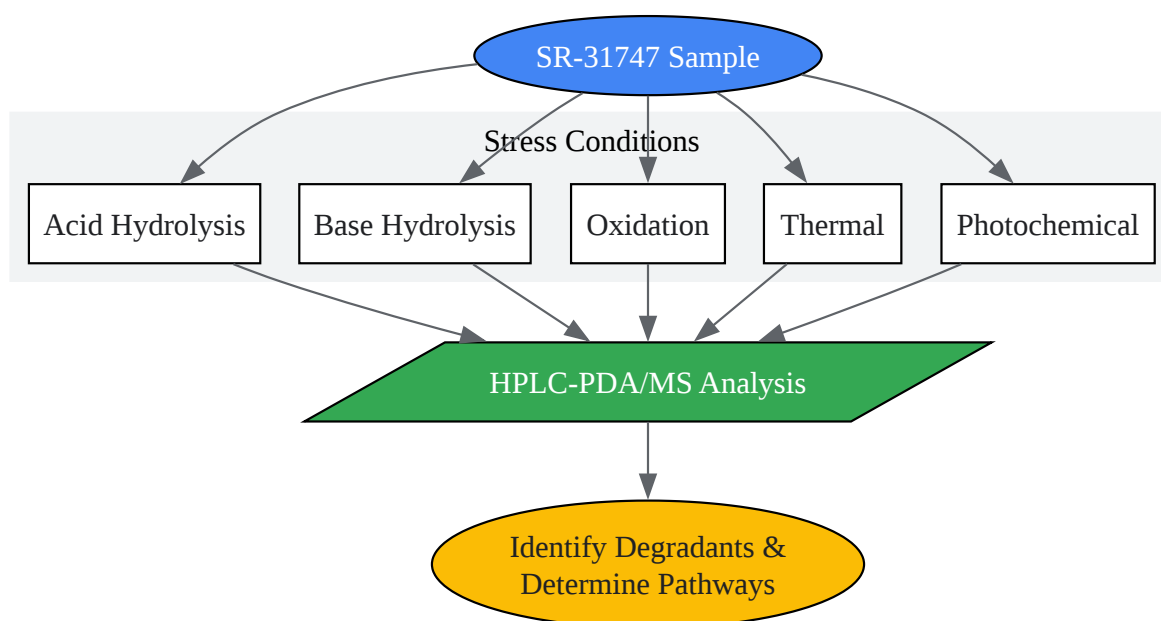 SR-31747 Sample
Stress Conditions
Acid Hydrolysis
Base Hydrolysis
Oxidation
Thermal
Photochemical
HPLC-PDA/MS Analysis
Identify Degradants &
Determine Pathways